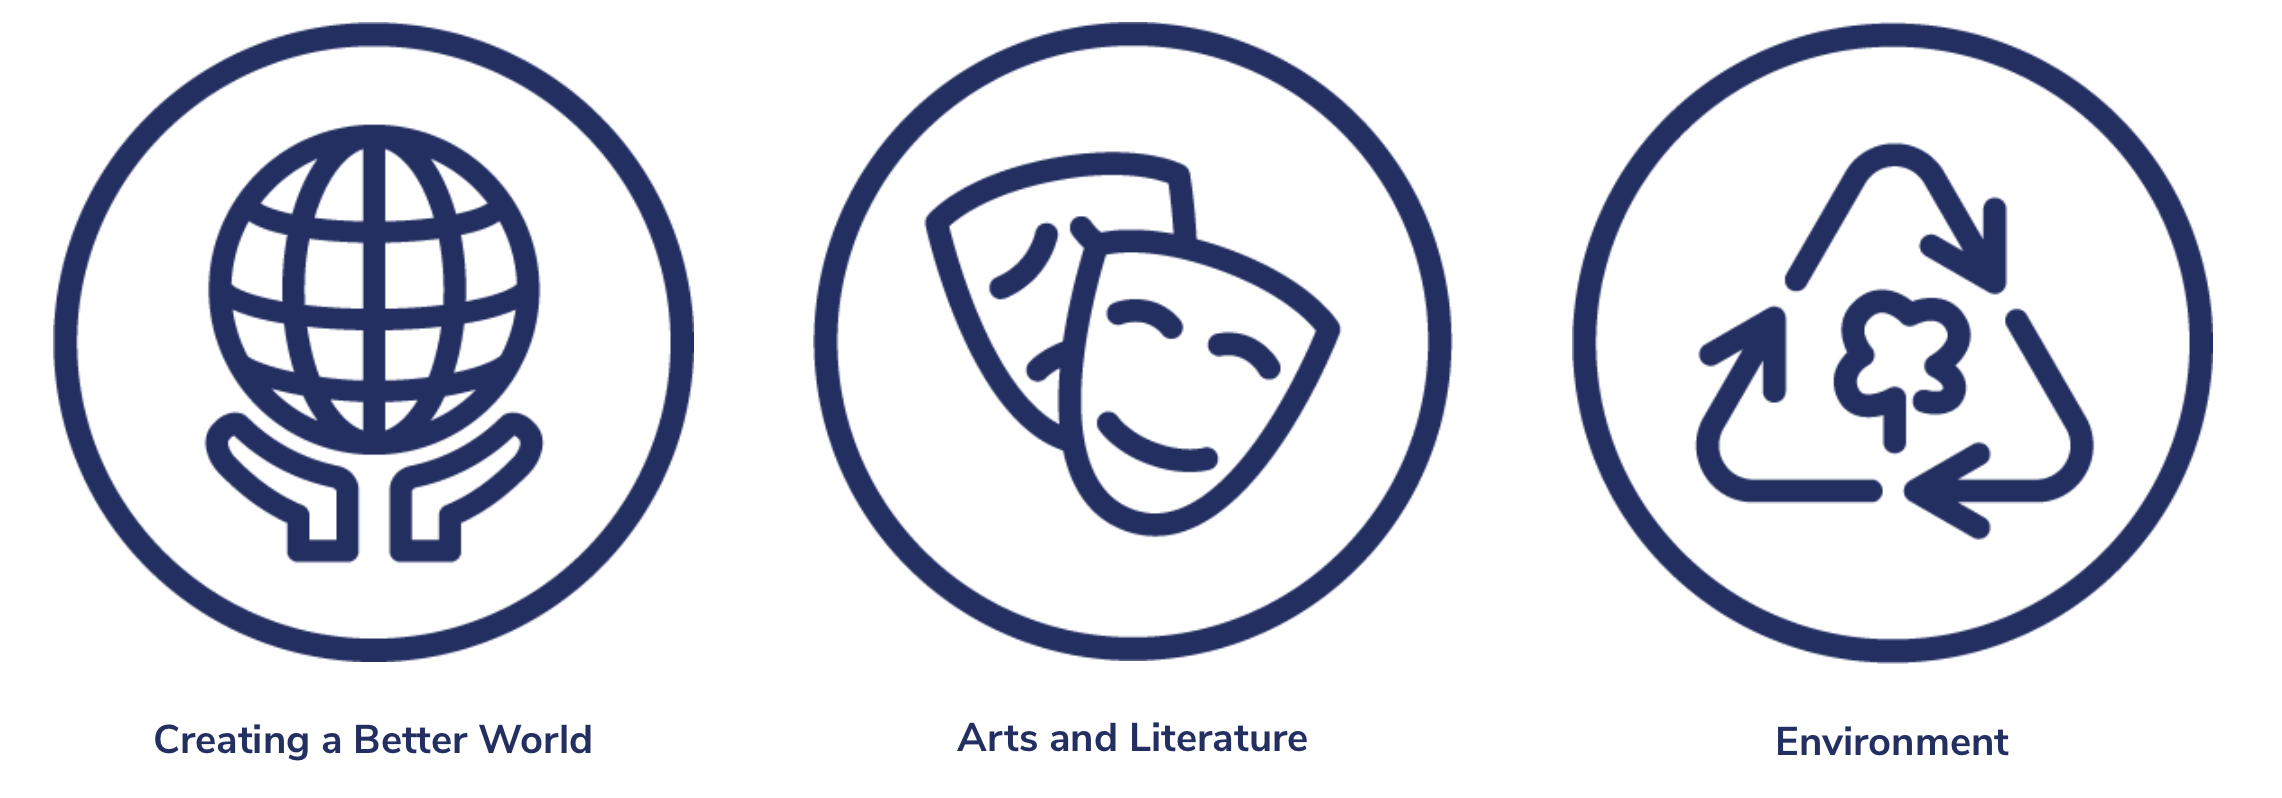 Creating a Better World
Arts and Literature
Environment